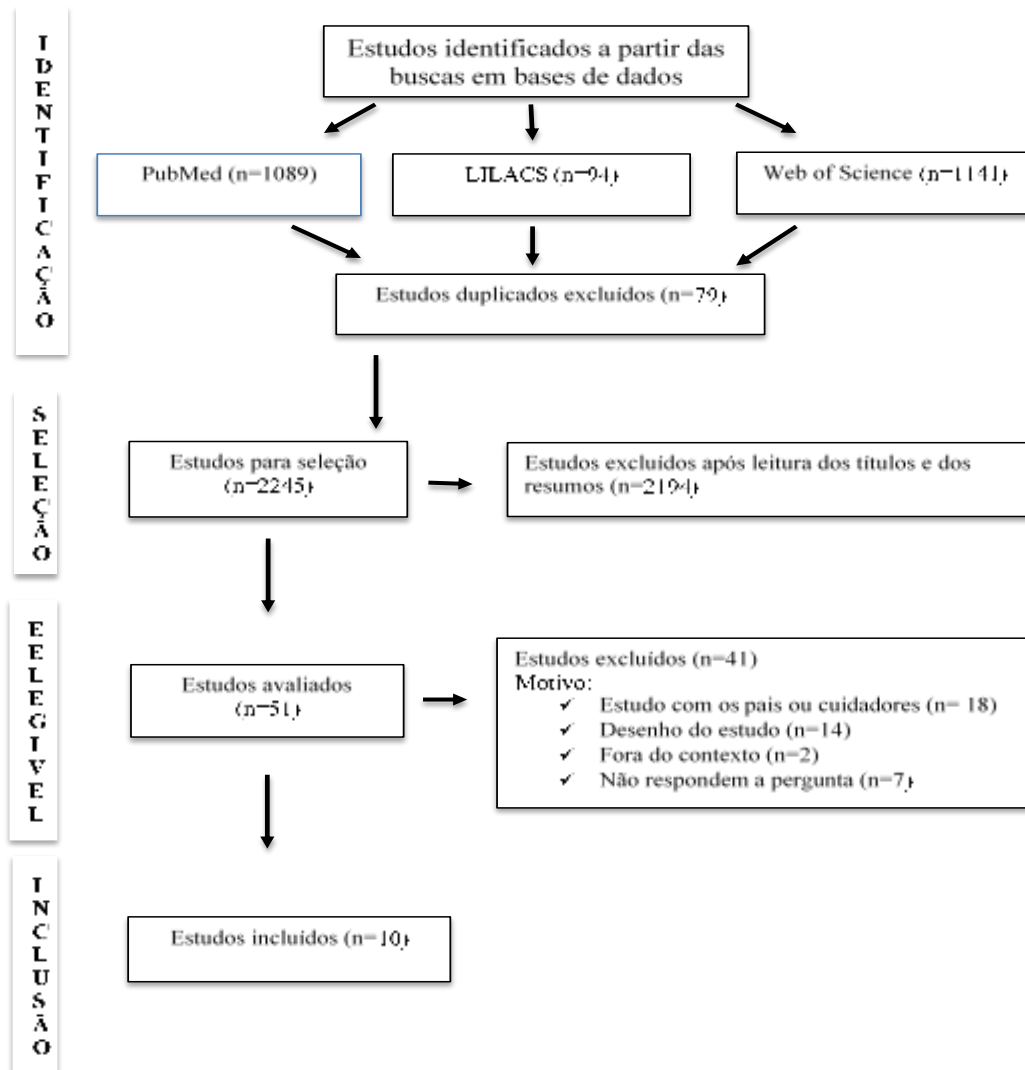 IDENTIFICAÇÃO
Estudos identificados a partir das
buscas em bases de dados
PubMed (n=1089)
LILACS (n=94)
Web of Science (n=1141)
Estudos duplicados excluídos (n=79)
SELEÇÃO
Estudos para seleção
(n=2245)
Estudos excluídos após leitura dos títulos e dos
resumos (n=2194)
EELEGIVEL
Estudos avaliados
(n=51)
Estudos excluídos (n=41)
Motivo:
✓ Estudo com os pais ou cuidadores (n= 18)
✓ Desenho do estudo (n=14)
✓ Fora do contexto (n=2)
✓ Não respondem a pergunta (n=7)
INCLUSÃO
Estudos incluídos (n=10)